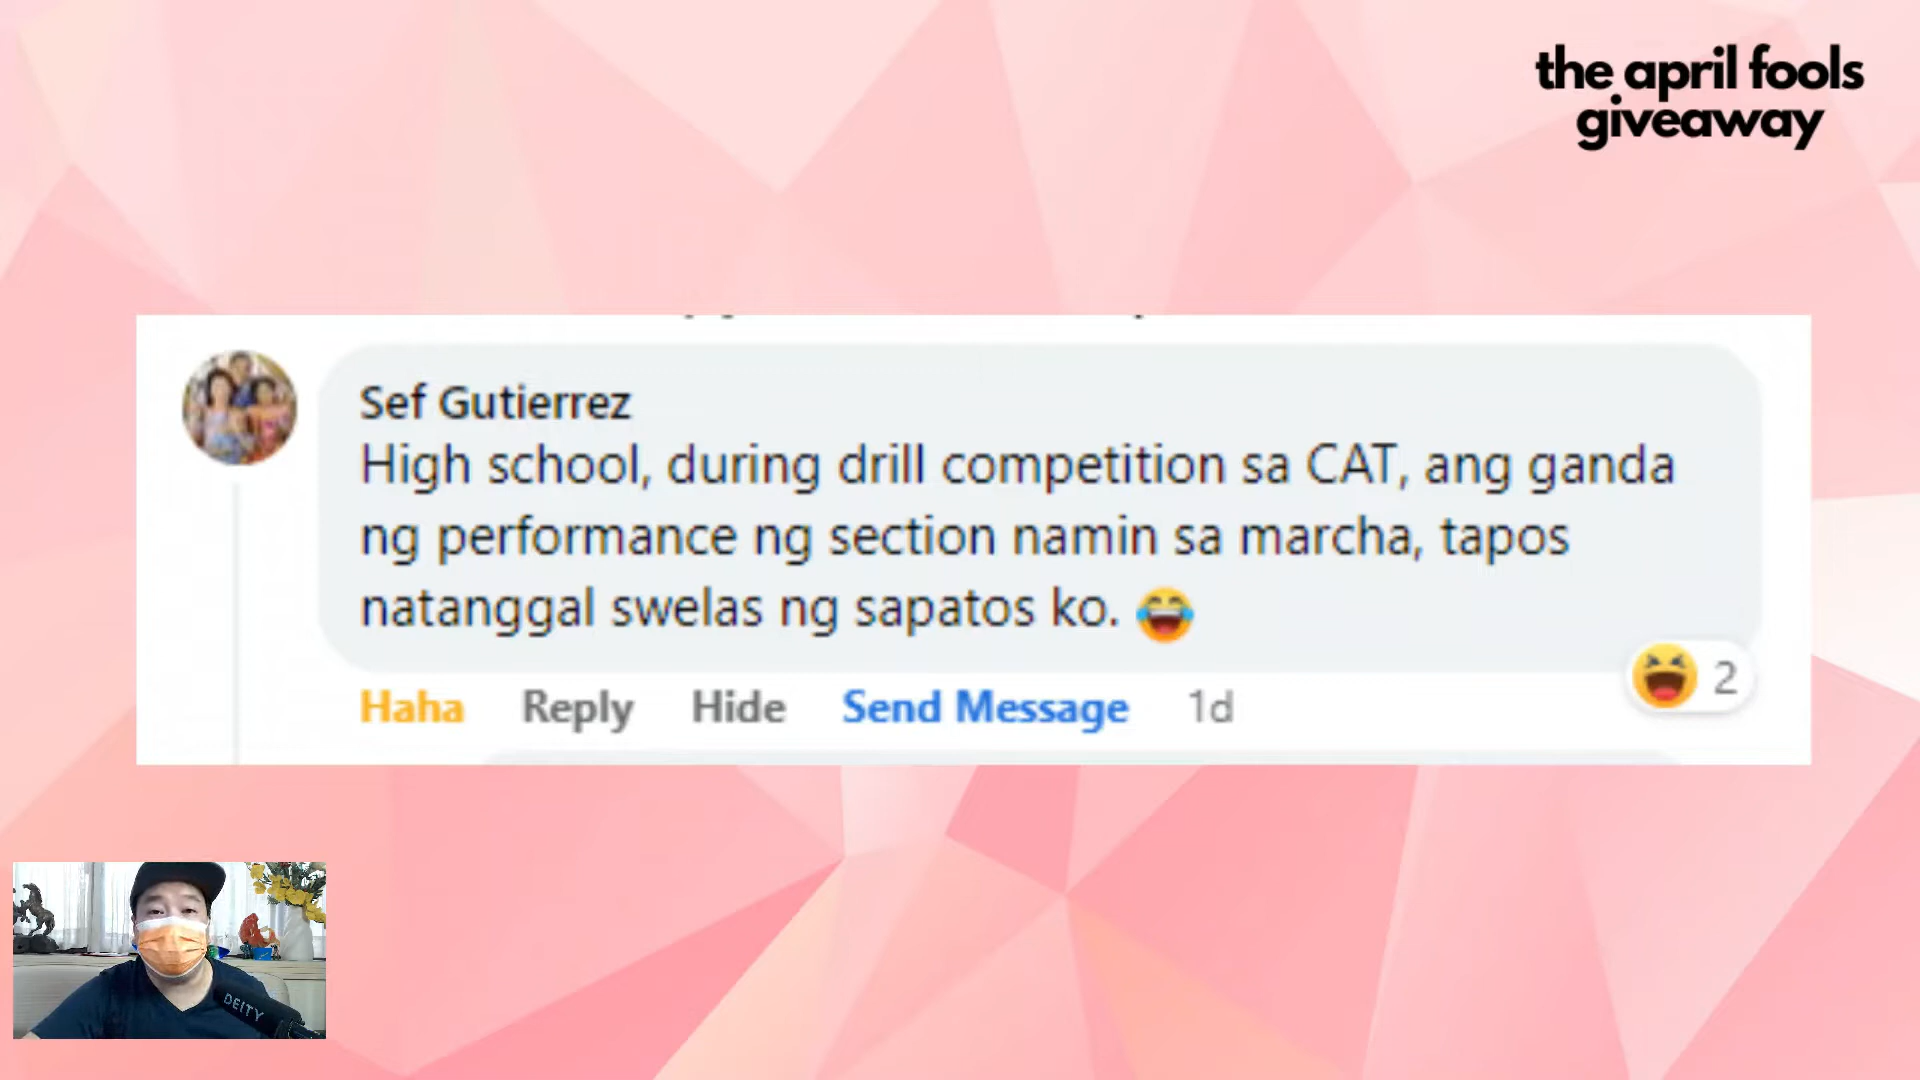 the april fools
giveaway
Sef Gutierrez
High school, during drill competition sa CAT, ang ganda
ng performance ng section namin sa marcha, tapos
natanggal swelas ng sapatos ko. 😂
Haha Reply Hide Send Message 1d
2
DEITY